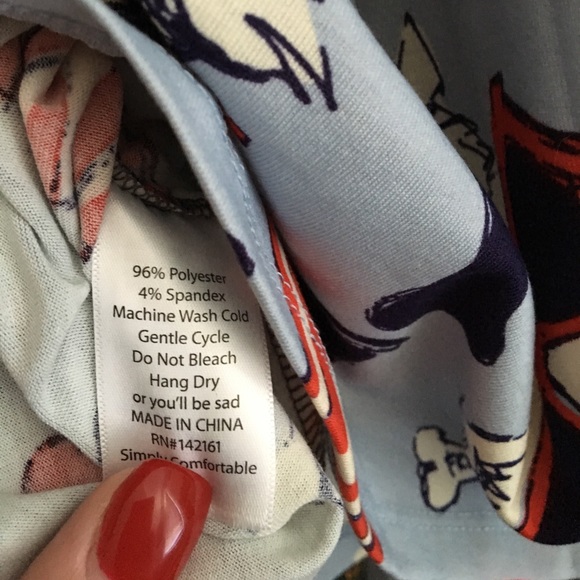 96% Polyester
4% Spandex
Machine Wash Cold
Gentle Cycle
Do Not Bleach
Hang Dry
or you'll be sad
MADE IN CHINA
RN#142161
Simply Comfortable